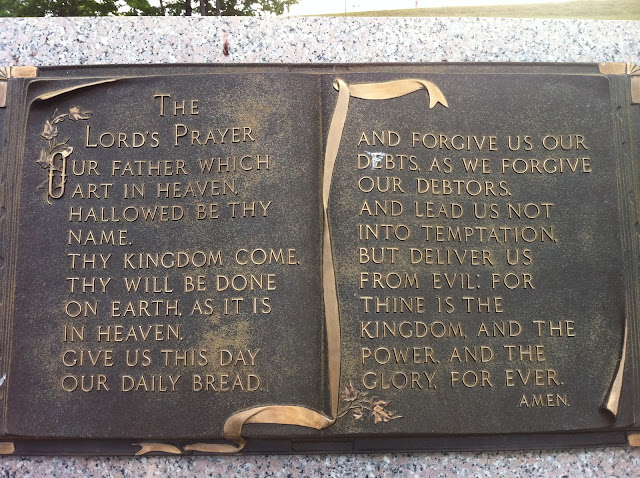 THE
LORD'S PRAYER
OUR FATHER WHICH
ART IN HEAVEN,
HALLOWED BE THY
NAME.
THY KINGDOM COME.
THY WILL BE DONE
ON EARTH, AS IT IS
IN HEAVEN.
GIVE US THIS DAY
OUR DAILY BREAD.
AND FORGIVE US OUR
DEBTS, AS WE FORGIVE
OUR DEBTORS.
AND LEAD US NOT
INTO TEMPTATION,
BUT DELIVER US
FROM EVIL: FOR
THINE IS THE
KINGDOM, AND THE
POWER, AND THE
GLORY, FOR EVER.
AMEN.